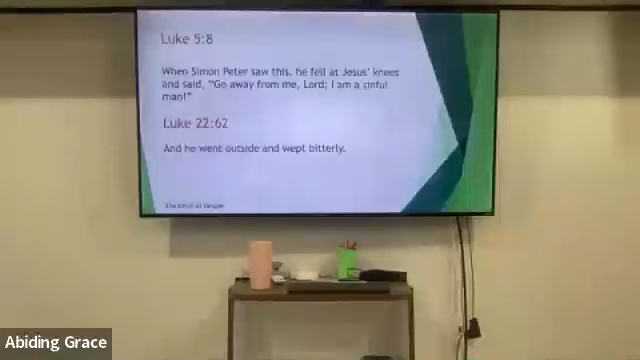 Luke 5:8
When Simon Peter saw this, he fell at Jesus' knees
and said, "Go away from me, Lord; I am a sinful
man!"
Luke 22:62
And he went outside and wept bitterly.
Abiding Grace